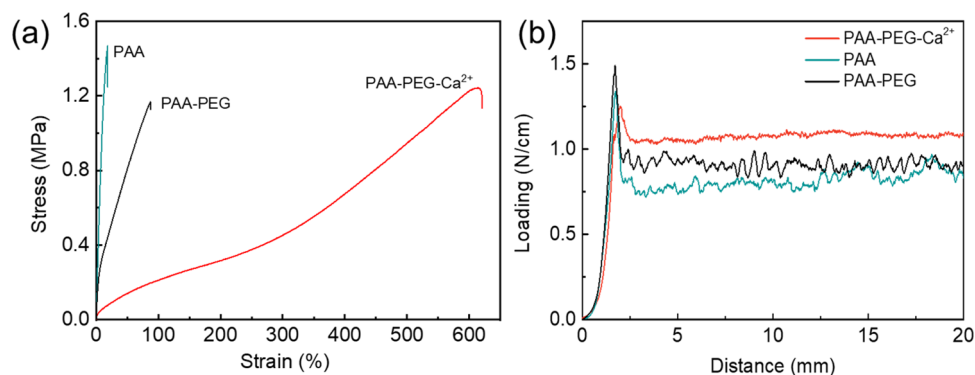 (a)
Stress (MPa)
1.6
1.2
0.8
0.4
0.0
PAA
PAA-PEG
PAA-PEG-Ca²⁺
0 100 200 300 400 500 600
Strain (%)
(b)
Loading (N/cm)
1.5
1.0
0.5
0.0
PAA-PEG-Ca²⁺
PAA
PAA-PEG
0 5 10 15 20
Distance (mm)